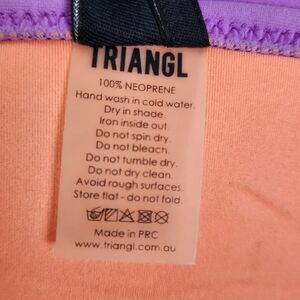 TRIANGL
100% NEOPRENE
Hand wash in cold water.
Dry in shade.
Iron inside out.
Do not spin dry.
Do not bleach.
Do not tumble dry.
Do not dry clean.
Avoid rough surfaces.
Store flat - do not fold.
Made in PRC
www.triangl.com.au